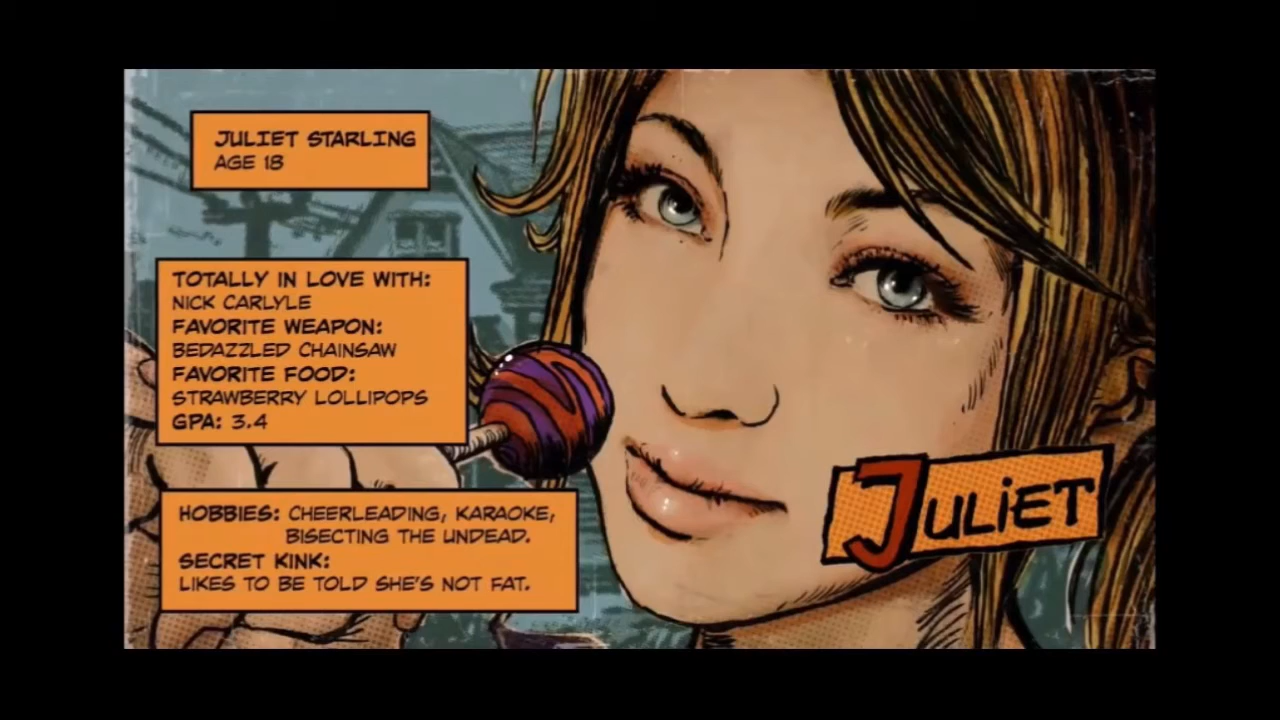 JULIET STARLING
AGE 18
TOTALLY IN LOVE WITH:
NICK CARLYLE
FAVORITE WEAPON:
BEDAZZLED CHAINSAW
FAVORITE FOOD:
STRAWBERRY LOLLIPOPS
GPA: 3.4
HOBBIES: CHEERLEADING, KARAOKE,
BISECTING THE UNDEAD.
SECRET KINK:
LIKES TO BE TOLD SHE'S NOT FAT.
JULiET